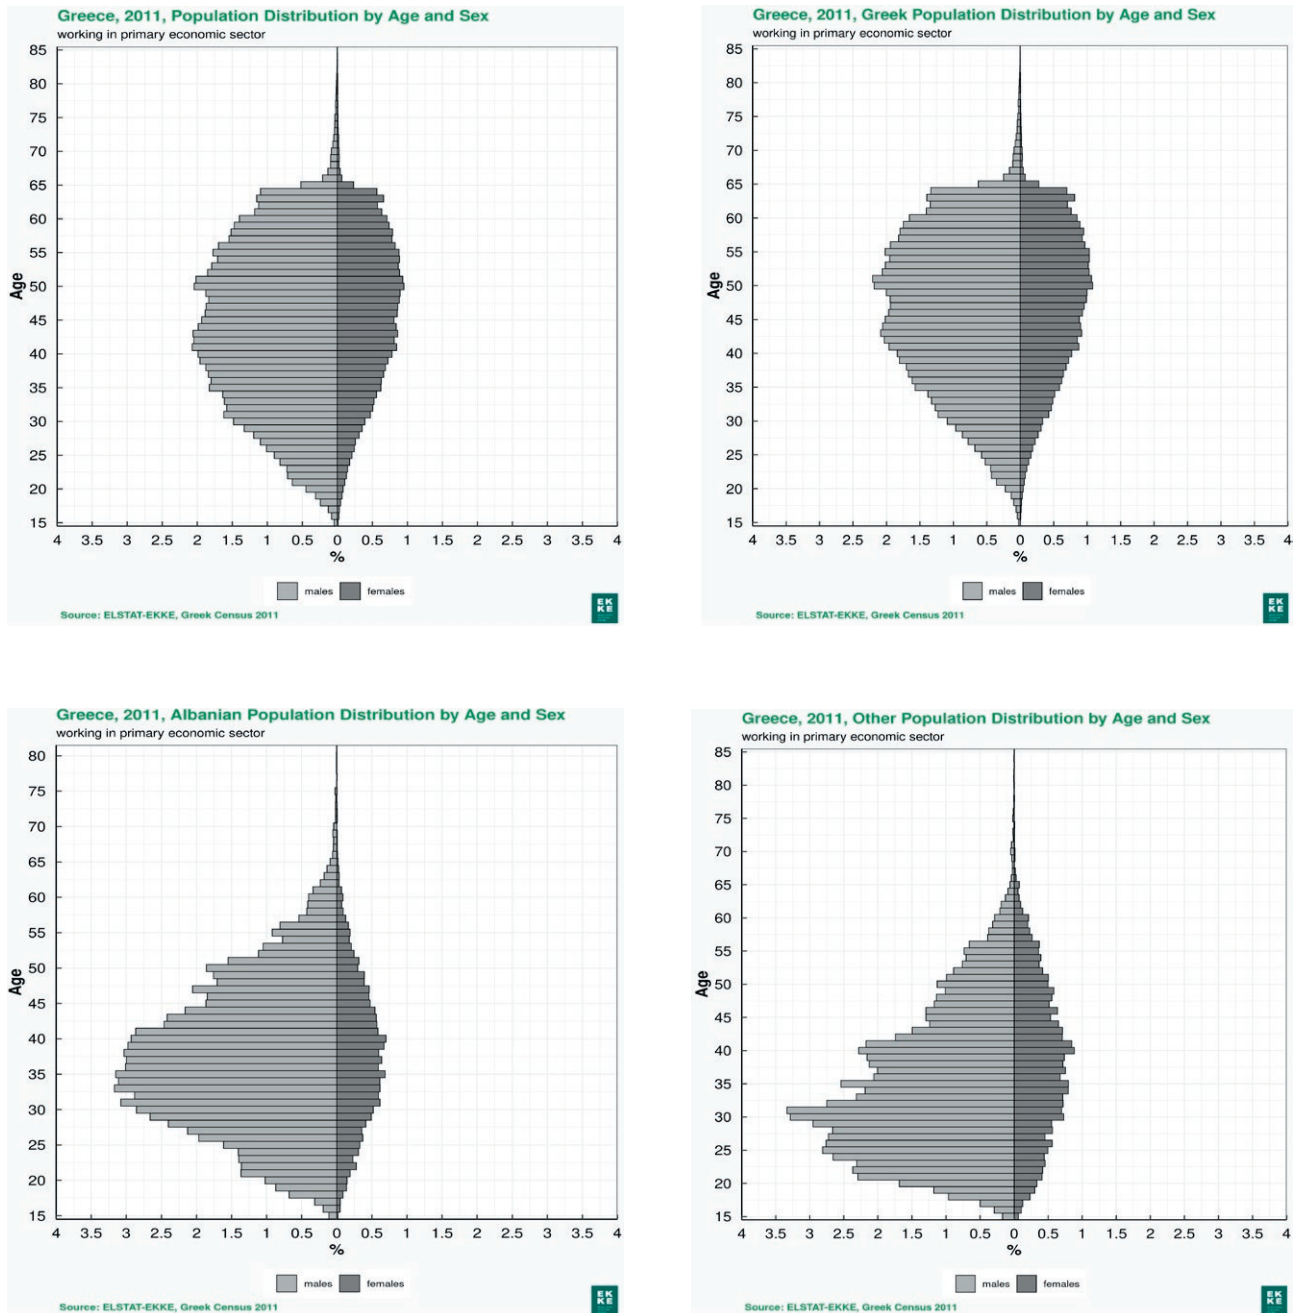 Greece, 2011, Population Distribution by Age and Sex
working in primary economic sector
85
80
75
70
65
60
55
50
45
40
35
30
25
20
15
Age
4 3.5 3 2.5 2 1.5 1 0.5 0 0.5 1 1.5 2 2.5 3 3.5 4
%
males females
Source: ELSTAT-EKKE, Greek Census 2011
EK
KE
Greece, 2011, Greek Population Distribution by Age and Sex
working in primary economic sector
85
80
75
70
65
60
55
50
45
40
35
30
25
20
15
Age
4 3.5 3 2.5 2 1.5 1 0.5 0 0.5 1 1.5 2 2.5 3 3.5 4
%
males females
Source: ELSTAT-EKKE, Greek Census 2011
EK
KE
Greece, 2011, Albanian Population Distribution by Age and Sex
working in primary economic sector
80
75
70
65
60
55
50
45
40
35
30
25
20
15
Age
4 3.5 3 2.5 2 1.5 1 0.5 0 0.5 1 1.5 2 2.5 3 3.5 4
%
males females
Source: ELSTAT-EKKE, Greek Census 2011
EK
KE
Greece, 2011, Other Population Distribution by Age and Sex
working in primary economic sector
85
80
75
70
65
60
55
50
45
40
35
30
25
20
15
Age
4 3.5 3 2.5 2 1.5 1 0.5 0 0.5 1 1.5 2 2.5 3 3.5 4
%
males females
Source: ELSTAT-EKKE, Greek Census 2011
EK
KE